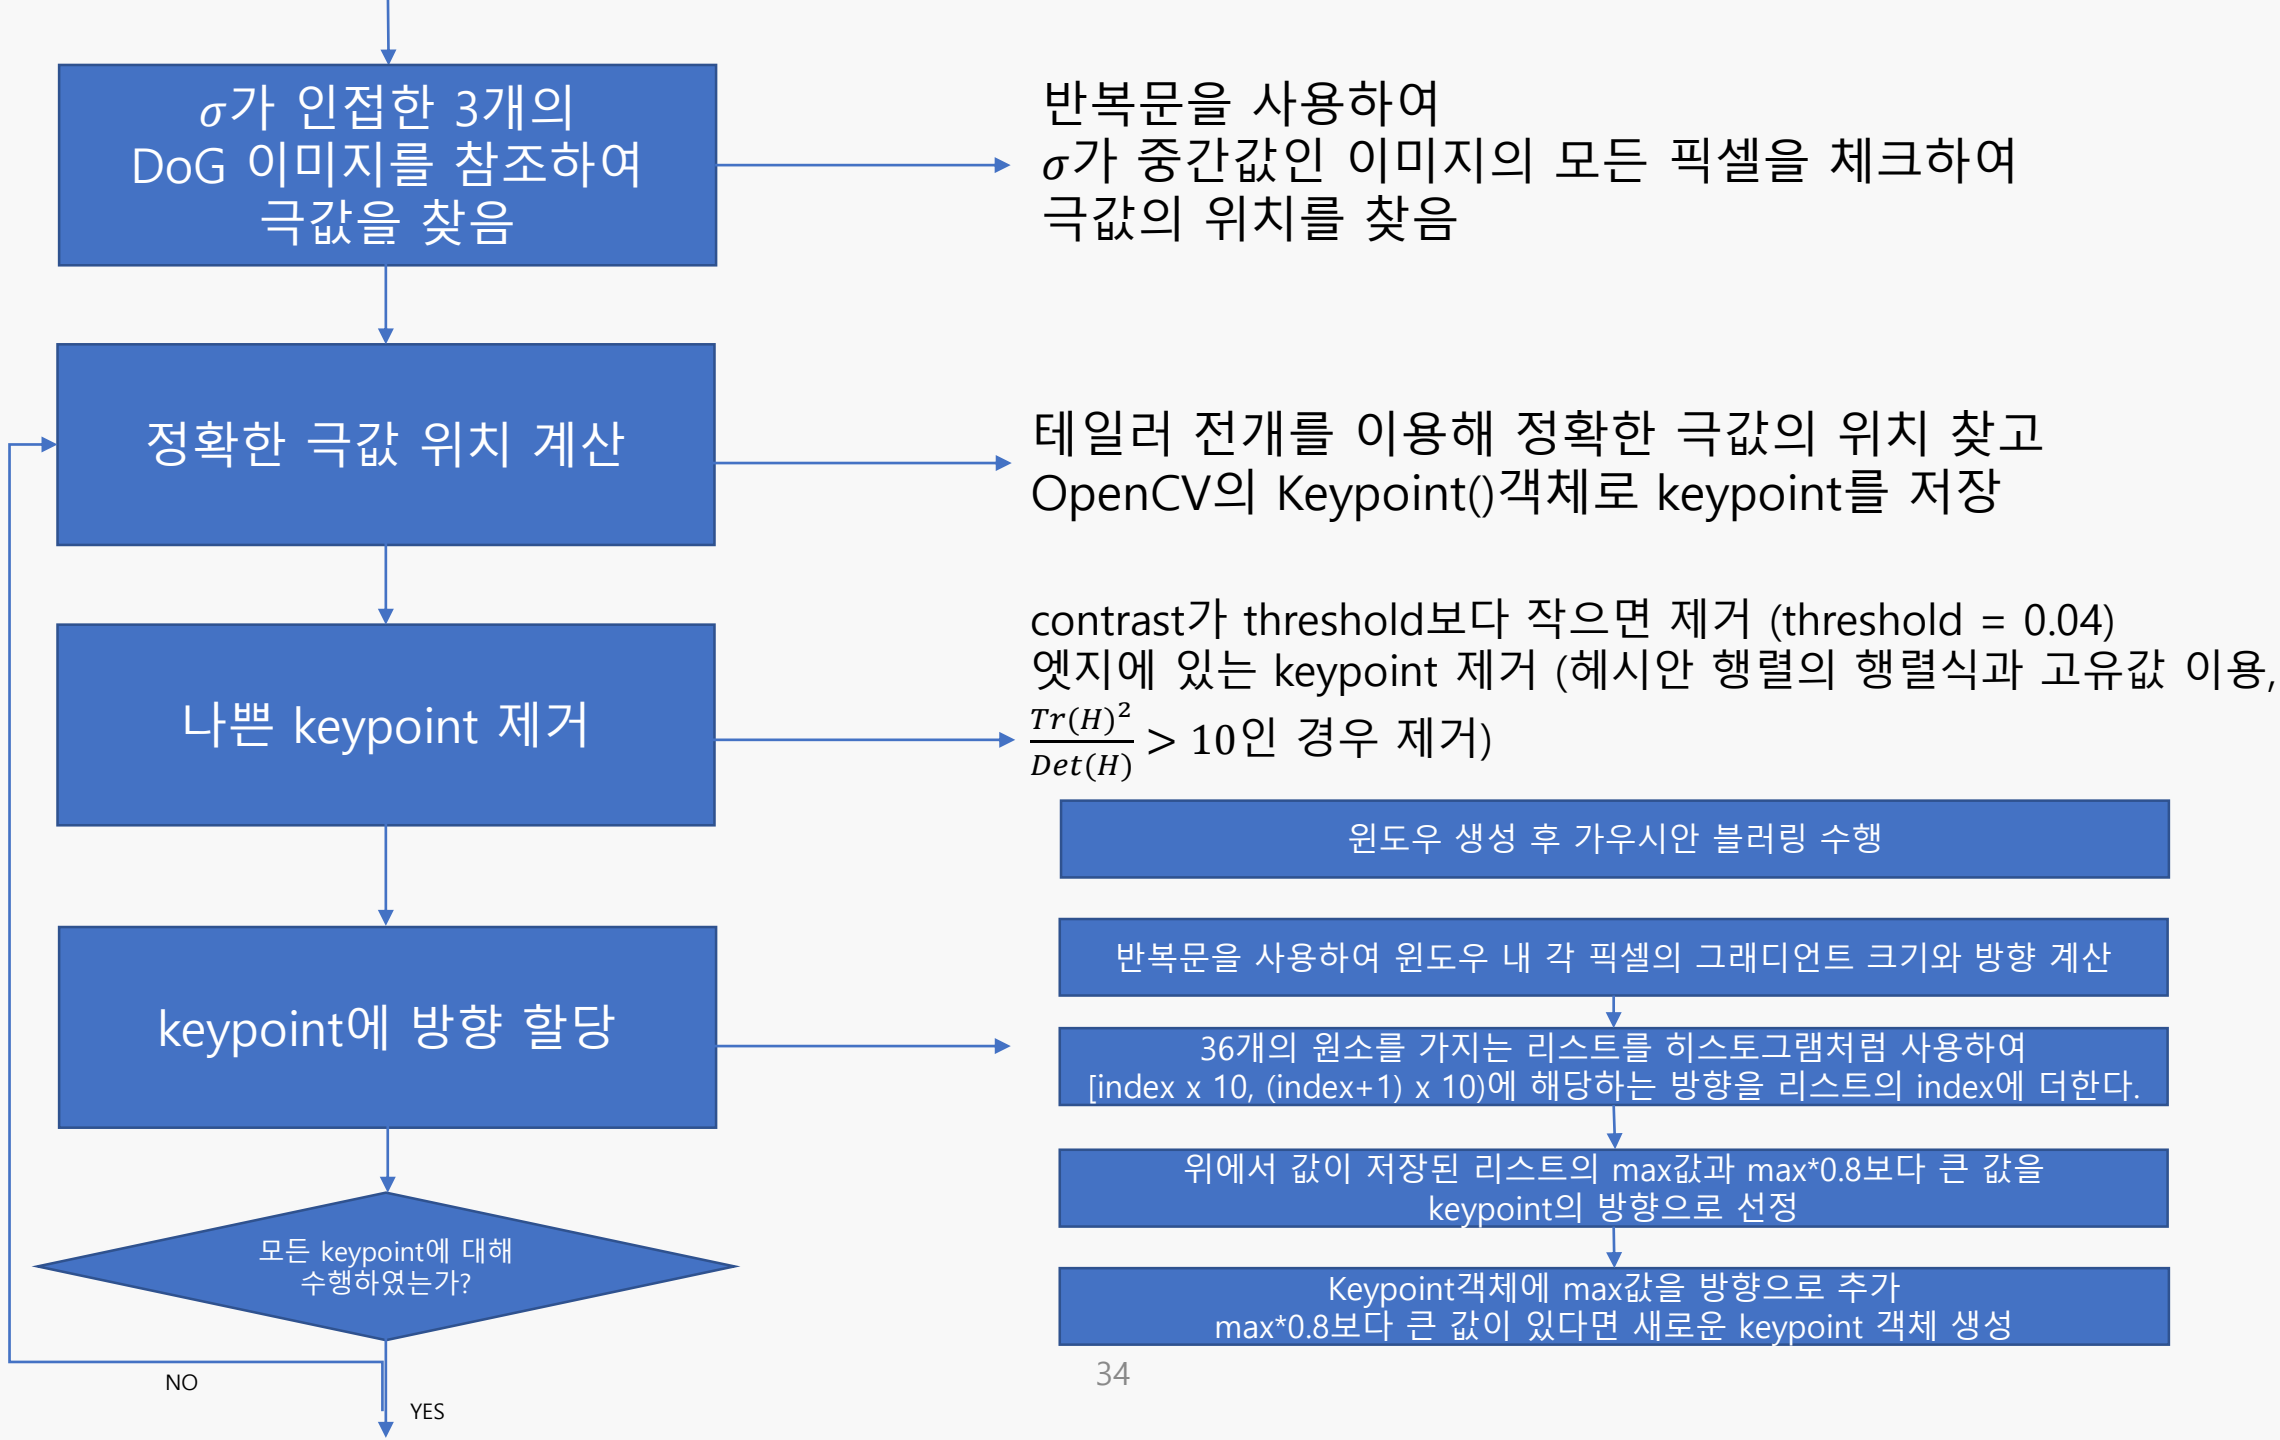 σ가 인접한 3개의
DoG 이미지를 참조하여
극값을 찾음
반복문을 사용하여
σ가 중간값인 이미지의 모든 픽셀을 체크하여
극값의 위치를 찾음
정확한 극값 위치 계산
테일러 전개를 이용해 정확한 극값의 위치 찾고
OpenCV의 Keypoint()객체로 keypoint를 저장
나쁜 keypoint 제거
contrast가 threshold보다 작으면 제거 (threshold = 0.04)
엣지에 있는 keypoint 제거 (헤시안 행렬의 행렬식과 고유값 이용,
Tr(H)²/Det(H) > 10인 경우 제거)
keypoint에 방향 할당
윈도우 생성 후 가우시안 블러링 수행
반복문을 사용하여 윈도우 내 각 픽셀의 그래디언트 크기와 방향 계산
36개의 원소를 가지는 리스트를 히스토그램처럼 사용하여
[index x 10, (index+1) x 10)에 해당하는 방향을 리스트의 index에 더한다.
위에서 값이 저장된 리스트의 max값과 max*0.8보다 큰 값을
keypoint의 방향으로 선정
Keypoint객체에 max값을 방향으로 추가
max*0.8보다 큰 값이 있다면 새로운 keypoint 객체 생성
모든 keypoint에 대해
수행하였는가?
NO
YES
34